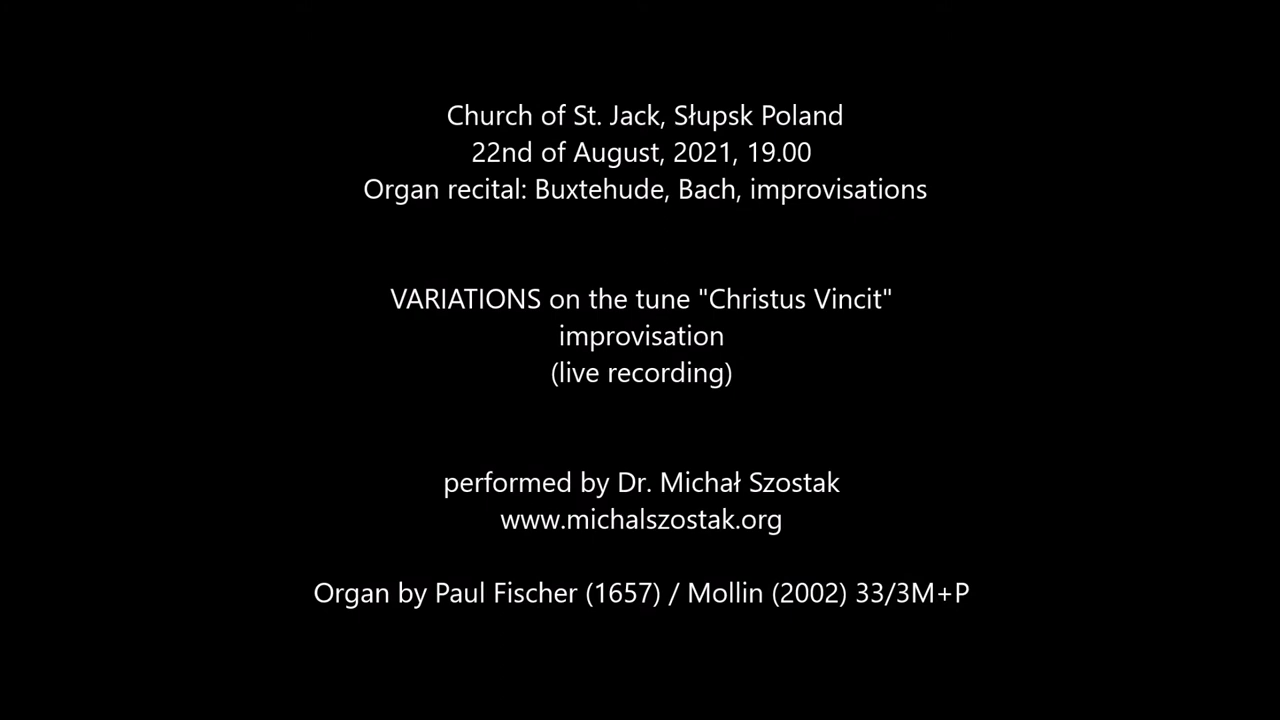 Church of St. Jack, Słupsk Poland
22nd of August, 2021, 19.00
Organ recital: Buxtehude, Bach, improvisations
VARIATIONS on the tune "Christus Vincit"
improvisation
(live recording)
performed by Dr. Michał Szostak
www.michalszostak.org
Organ by Paul Fischer (1657) / Mollin (2002) 33/3M+P